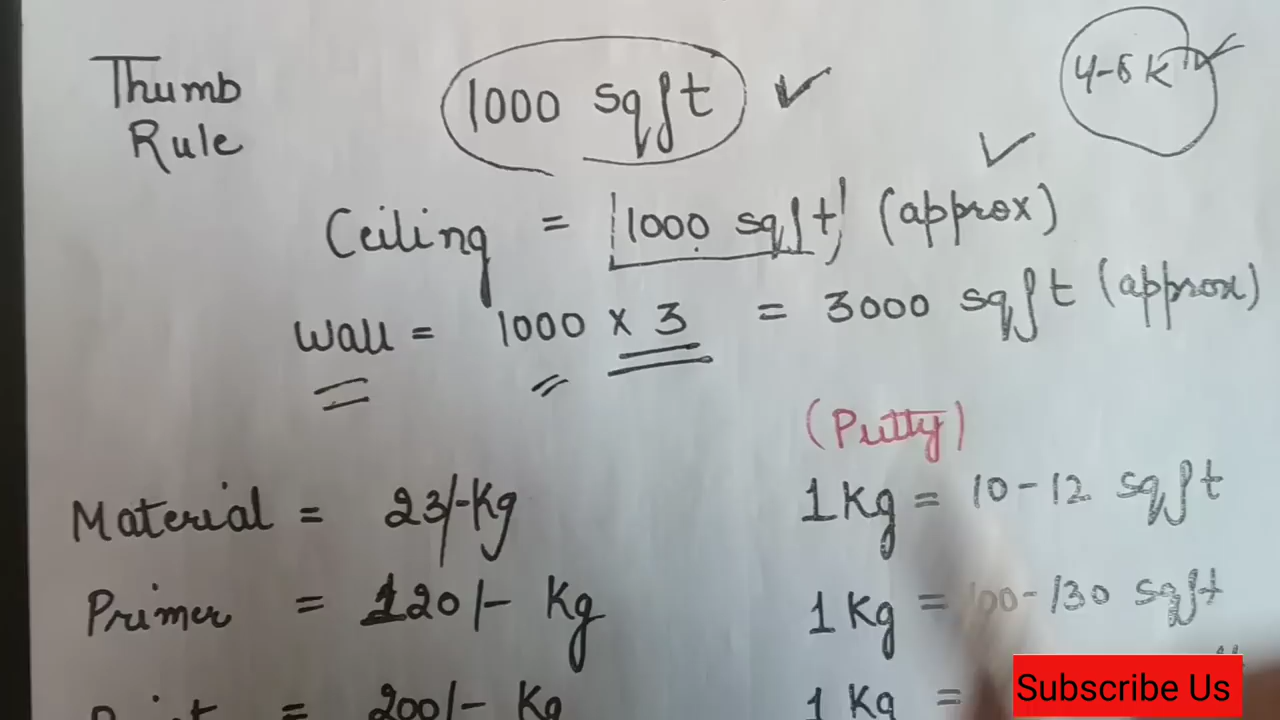 Thumb Rule
1000 sqft
4-6 K
Ceiling = 1000 sqft (approx)
Wall = 1000 x 3 = 3000 sqft (approx)
(Putty)
Material = 23/- Kg
1 Kg = 10-12 sqft
Primer = 120/- Kg
1 Kg = 100-130 sqft
= 200/- Kg
1 Kg =
Subscribe Us